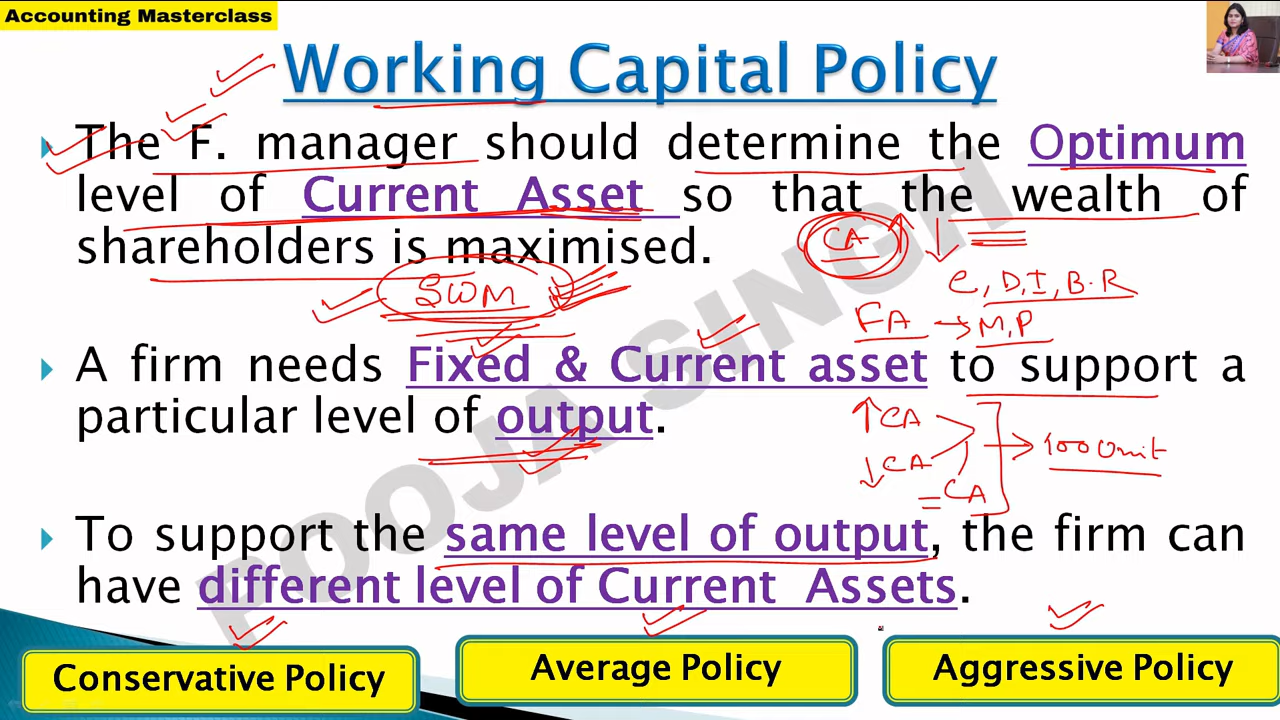 Accounting Masterclass
Working Capital Policy
The F. manager should determine the Optimum
level of Current Asset so that the wealth of
shareholders is maximised.
CA
SWM
e, D, I, B.R
FA → M, P
A firm needs Fixed & Current asset to support a
particular level of output.
↑CA
↓CA
=CA
100 Unit
To support the same level of output, the firm can
have different level of Current Assets.
Conservative Policy
Average Policy
Aggressive Policy
POOJA SINGH